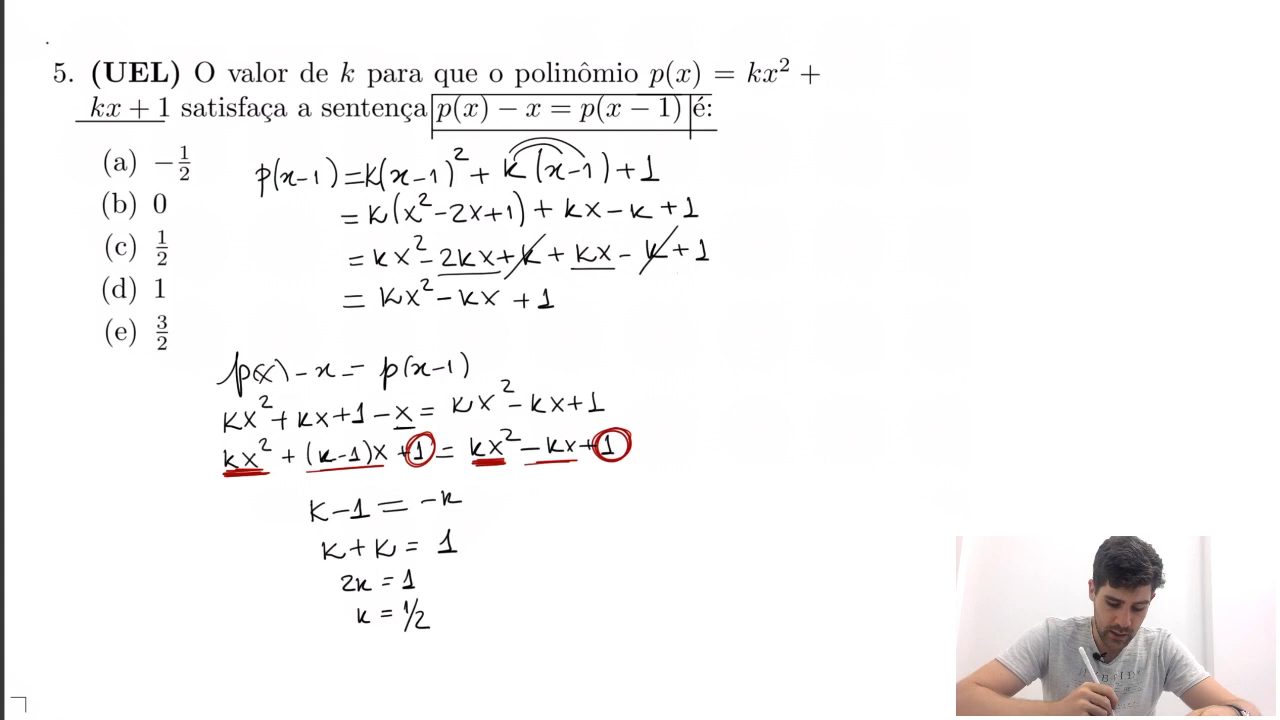 5. (UEL) O valor de k para que o polinômio p(x) = kx² +
kx + 1 satisfaça a sentença p(x) − x = p(x − 1) é:
(a) −1/2
(b) 0
(c) 1/2
(d) 1
(e) 3/2
p(x-1)=k(x-1)²+ k(x-1)+1
=k(x²-2x+1)+ kx-k+1
=kx²-2kx+k+kx-k+1
= kx²-kx+1
p(x)-x= p(x-1)
kx²+kx+1-x= kx²-kx+1
kx²+(k-1)x+1= kx²-kx+1
k-1=-k
k+k= 1
2k=1
k=1/2